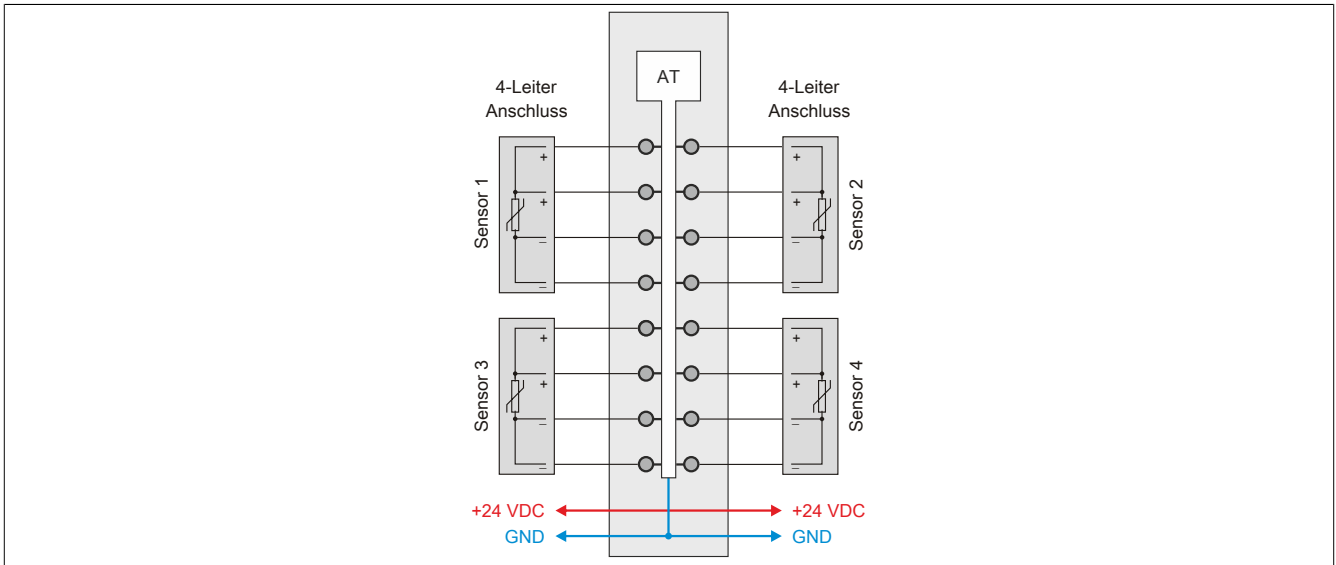 AT
4-Leiter
Anschluss
4-Leiter
Anschluss
Sensor 1
+
+
–
–
Sensor 2
+
+
–
–
Sensor 3
+
+
–
–
Sensor 4
+
+
–
–
+24 VDC
+24 VDC
GND
GND